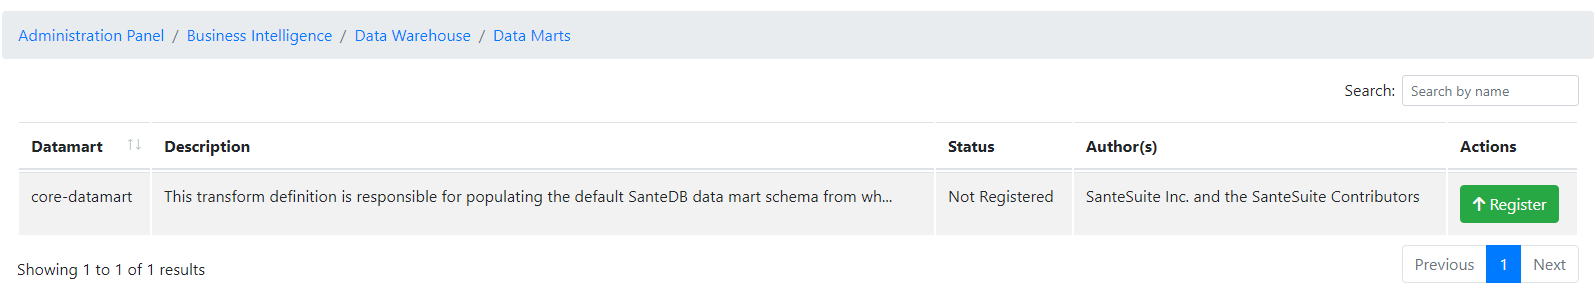 Administration Panel / Business Intelligence / Data Warehouse / Data Marts
Search: Search by name
Datamart Description Status Author(s) Actions
core-datamart This transform definition is responsible for populating the default SanteDB data mart schema from wh... Not Registered SanteSuite Inc. and the SanteSuite Contributors Register
Showing 1 to 1 of 1 results Previous 1 Next